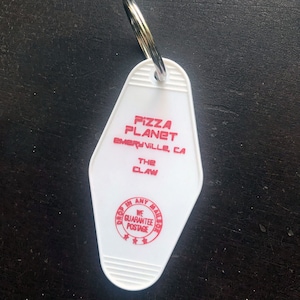 PIZZA
PLANET
EMERYVILLE, CA
THE
CLAW
DROP IN ANY MAILBOX
WE
GUARANTEE
POSTAGE